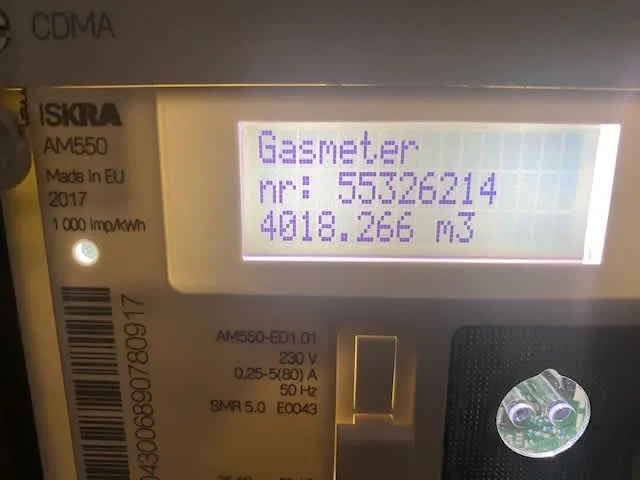 CDMA
ISKRA
AM550
Made in EU
2017
1 000 imp/kWh
Gasmeter
nr: 55326214
4018.266 m3
AM550-ED1.01
230 V
0,25-5(80) A
50 Hz
SMR 5.0 E0043